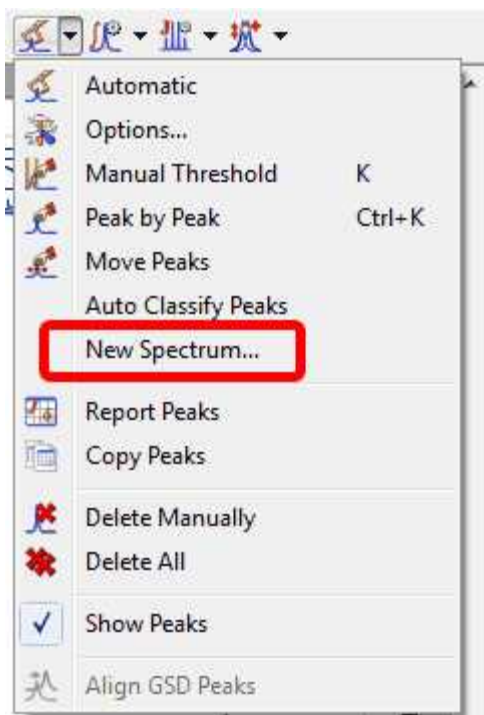 Automatic
Options...
Manual Threshold K
Peak by Peak Ctrl+K
Move Peaks
Auto Classify Peaks
New Spectrum...
Report Peaks
Copy Peaks
Delete Manually
Delete All
Show Peaks
Align GSD Peaks